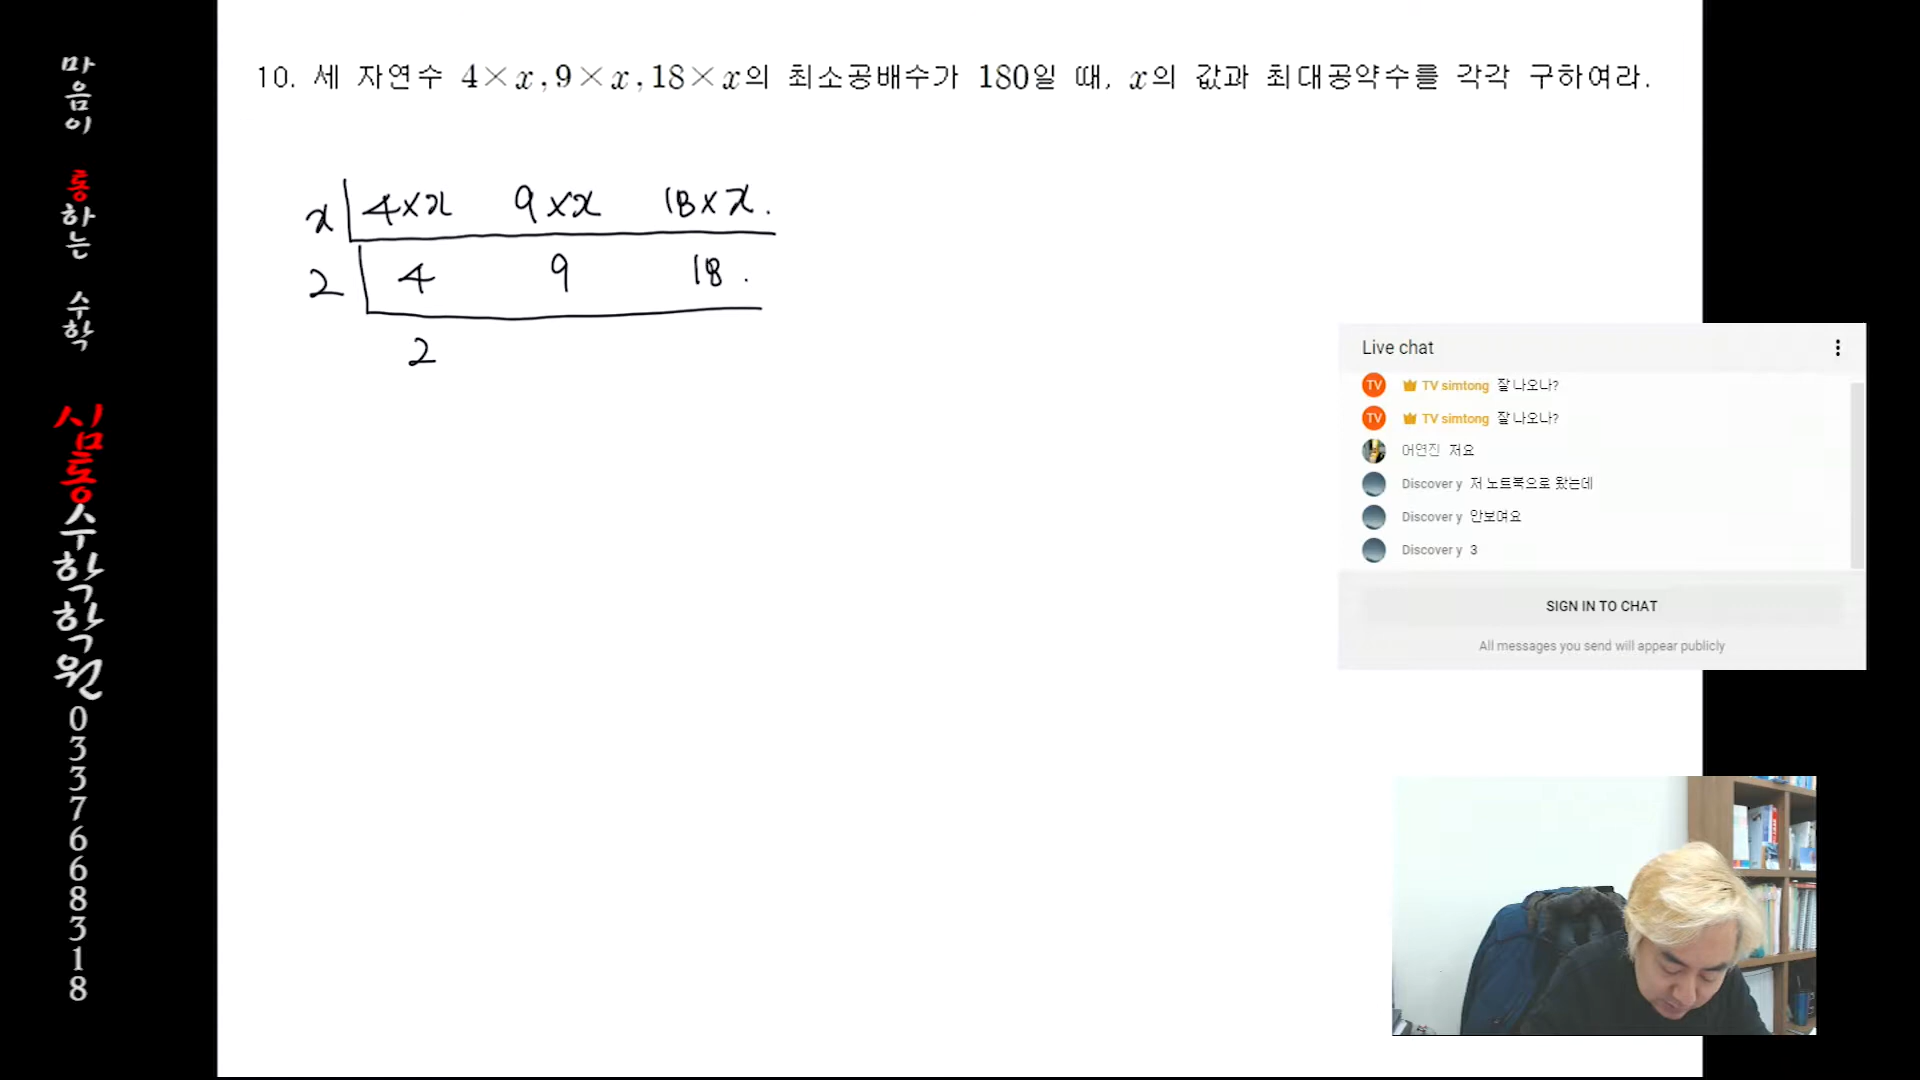 마음이 통하는 수학
심통수학학원
0337668318
10. 세 자연수 4×x, 9×x, 18×x의 최소공배수가 180일 때, x의 값과 최대공약수를 각각 구하여라.
x 4×x 9×x 18×x.
2 4 9 18.
2
Live chat
TV TV simtong 잘 나오나?
TV TV simtong 잘 나오나?
어연진 저요
Discover y 저 노트북으로 왔는데
Discover y 안보여요
Discover y 3
SIGN IN TO CHAT
All messages you send will appear publicly